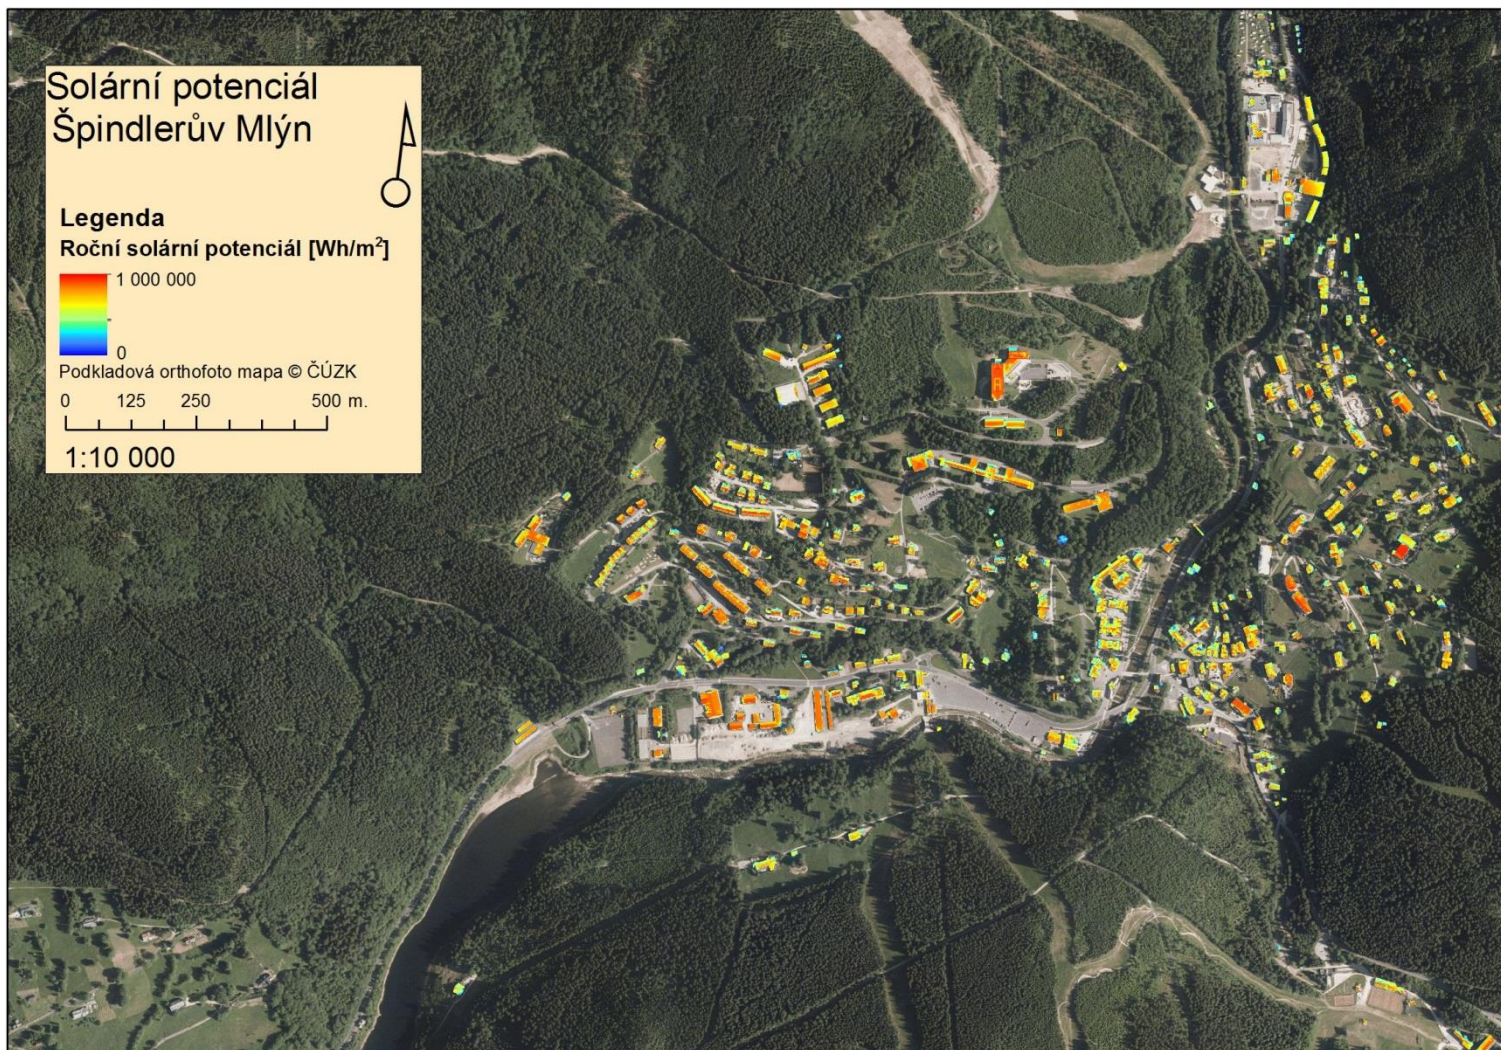 Solární potenciál
Špindlerův Mlýn
Legenda
Roční solární potenciál [Wh/m²]
1 000 000
0
Podkladová orthofoto mapa © ČÚZK
0 125 250 500 m.
1:10 000